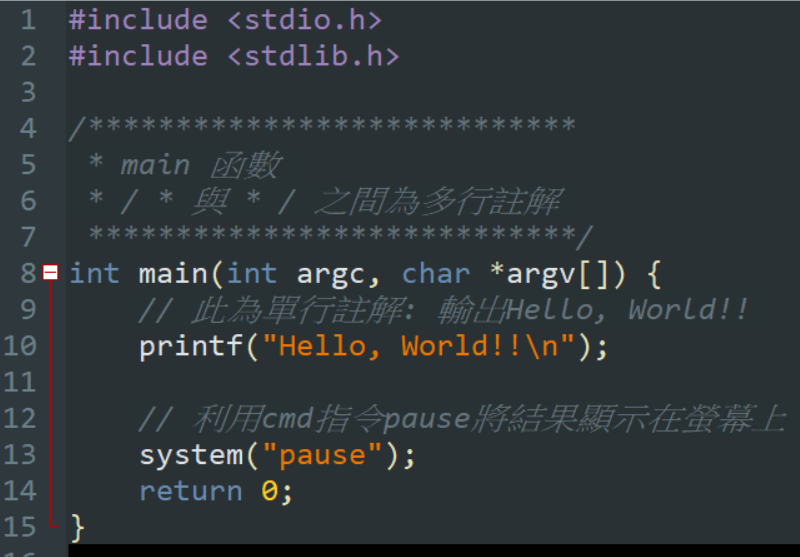 1 #include <stdio.h>
2 #include <stdlib.h>
3
4 /****************************
5 * main 函數
6 * / * 與 * / 之間為多行註解
7 ****************************/
8 int main(int argc, char *argv[]) {
9 // 此為單行註解: 輸出Hello, World!!
10 printf("Hello, World!!\n");
11
12 // 利用cmd指令pause將結果顯示在螢幕上
13 system("pause");
14 return 0;
15 }